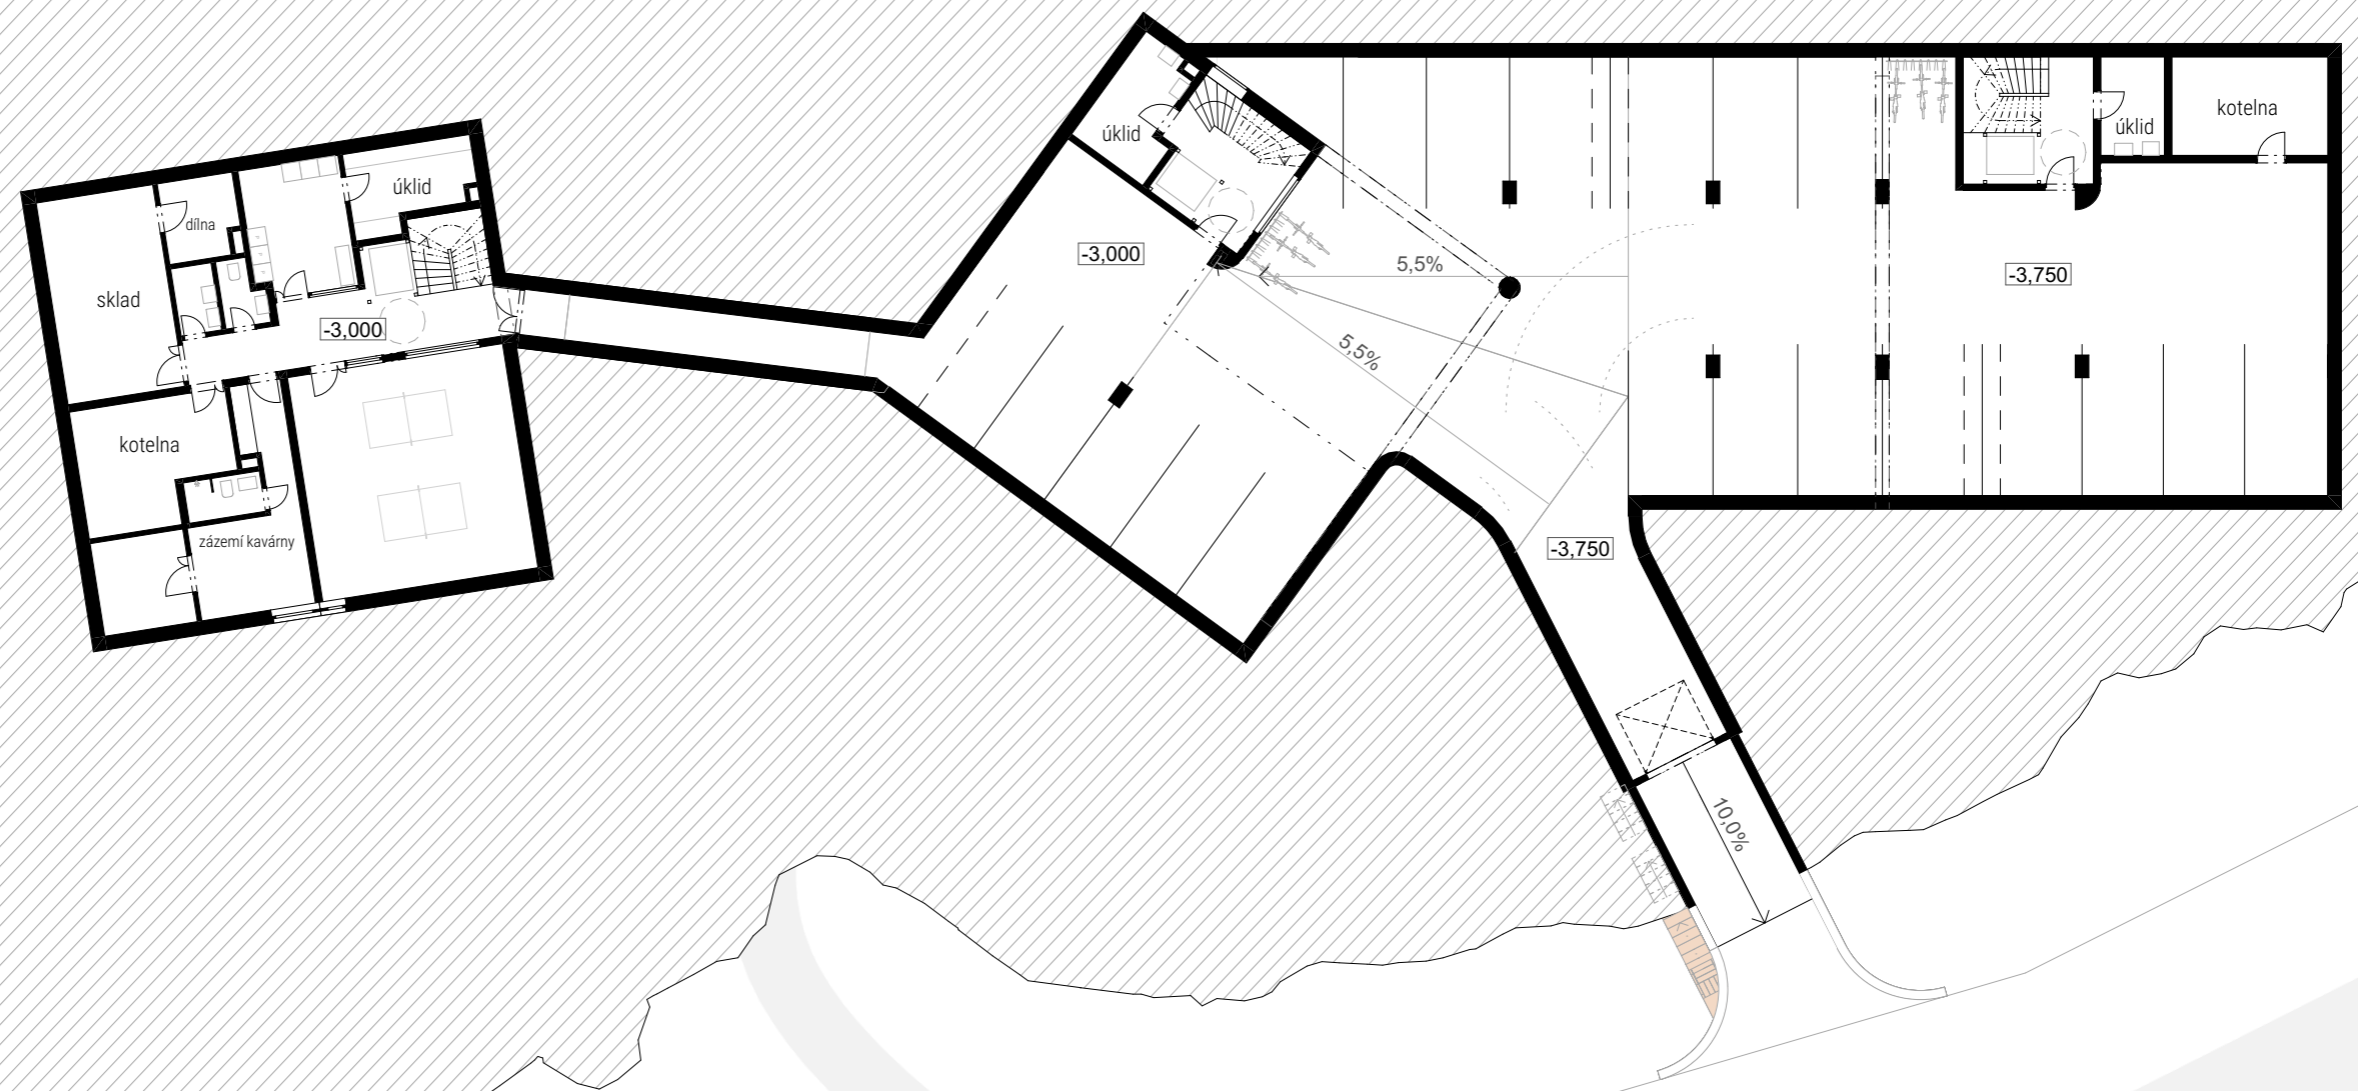 úklid
dílna
sklad
-3,000
kotelna
zázemí kavárny
úklid
-3,000
5,5%
5,5%
-3,750
úklid
kotelna
-3,750
10,0%